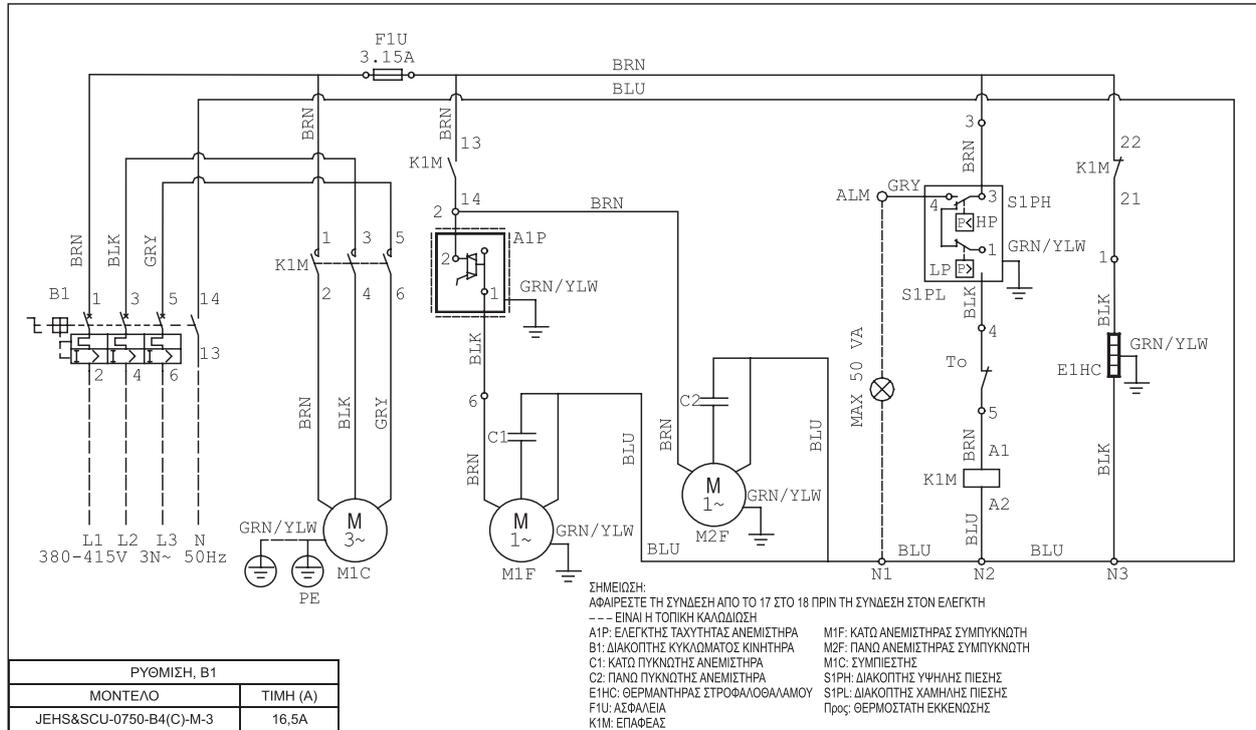 F1U
3.15A
BRN
BLU
BRN
BRN
13
K1M
14
2
BRN
A1P
2
1
GRN/YLW
BLK
6
BRN
3
BRN
ALM
GRY
4
3
S1PH
P<
HP
1
GRN/YLW
LP
P>
S1PL
BLK
4
To
5
BRN
A1
K1M
A2
BLU
22
K1M
21
1
BLK
GRN/YLW
E1HC
BLK
BRN
BLK
GRY
B1
1
3
5
14
13
2
4
6
I>
I>
I>
L1
L2
L3
N
380-415V 3N~ 50Hz
1
3
5
K1M
2
4
6
BRN
BLK
GRY
GRN/YLW
M
3~
M1C
PE
C1
BLU
M
1~
GRN/YLW
M1F
C2
BRN
BLU
M
1~
GRN/YLW
M2F
MAX 50 VA
BLU
BLU
BLU
N1
N2
N3
ΣΗΜΕΙΩΣΗ:
ΑΦΑΙΡΕΣΤΕ ΤΗ ΣΥΝΔΕΣΗ ΑΠΟ ΤΟ 17 ΣΤΟ 18 ΠΡΙΝ ΤΗ ΣΥΝΔΕΣΗ ΣΤΟΝ ΕΛΕΓΚΤΗ
--- ΕΙΝΑΙ Η ΤΟΠΙΚΗ ΚΑΛΩΔΙΩΣΗ
A1P: ΕΛΕΓΚΤΗΣ ΤΑΧΥΤΗΤΑΣ ΑΝΕΜΙΣΤΗΡΑ
B1: ΔΙΑΚΟΠΤΗΣ ΚΥΚΛΩΜΑΤΟΣ ΚΙΝΗΤΗΡΑ
C1: ΚΑΤΩ ΠΥΚΝΩΤΗΣ ΑΝΕΜΙΣΤΗΡΑ
C2: ΠΑΝΩ ΠΥΚΝΩΤΗΣ ΑΝΕΜΙΣΤΗΡΑ
E1HC: ΘΕΡΜΑΝΤΗΡΑΣ ΣΤΡΟΦΑΛΟΘΑΛΑΜΟΥ
F1U: ΑΣΦΑΛΕΙΑ
K1M: ΕΠΑΦΕΑΣ
M1F: ΚΑΤΩ ΑΝΕΜΙΣΤΗΡΑΣ ΣΥΜΠΥΚΝΩΤΗ
M2F: ΠΑΝΩ ΑΝΕΜΙΣΤΗΡΑΣ ΣΥΜΠΥΚΝΩΤΗ
M1C: ΣΥΜΠΙΕΣΤΗΣ
S1PH: ΔΙΑΚΟΠΤΗΣ ΥΨΗΛΗΣ ΠΙΕΣΗΣ
S1PL: ΔΙΑΚΟΠΤΗΣ ΧΑΜΗΛΗΣ ΠΙΕΣΗΣ
Προς: ΘΕΡΜΟΣΤΑΤΗ ΕΚΚΕΝΩΣΗΣ
ΡΥΘΜΙΣΗ, B1
ΜΟΝΤΕΛΟ
ΤΙΜΗ (A)
JEHS&SCU-0750-B4(C)-M-3
16,5A